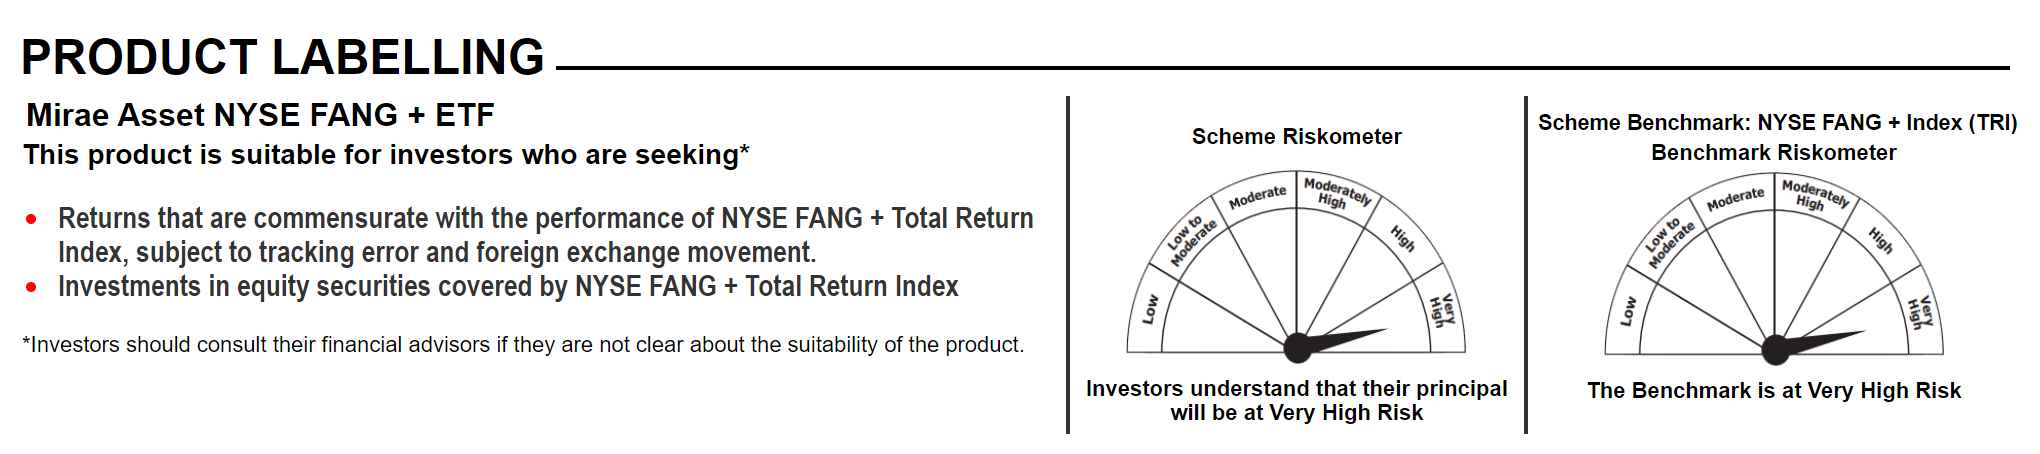 PRODUCT LABELLING
Mirae Asset NYSE FANG + ETF
This product is suitable for investors who are seeking*
• Returns that are commensurate with the performance of NYSE FANG + Total Return
Index, subject to tracking error and foreign exchange movement.
• Investments in equity securities covered by NYSE FANG + Total Return Index
*Investors should consult their financial advisors if they are not clear about the suitability of the product.
Scheme Riskometer
Low
Low to
Moderate
Moderate
Moderately
High
High
Very
High
Investors understand that their principal
will be at Very High Risk
Scheme Benchmark: NYSE FANG + Index (TRI)
Benchmark Riskometer
Low
Low to
Moderate
Moderate
Moderately
High
High
Very
High
The Benchmark is at Very High Risk